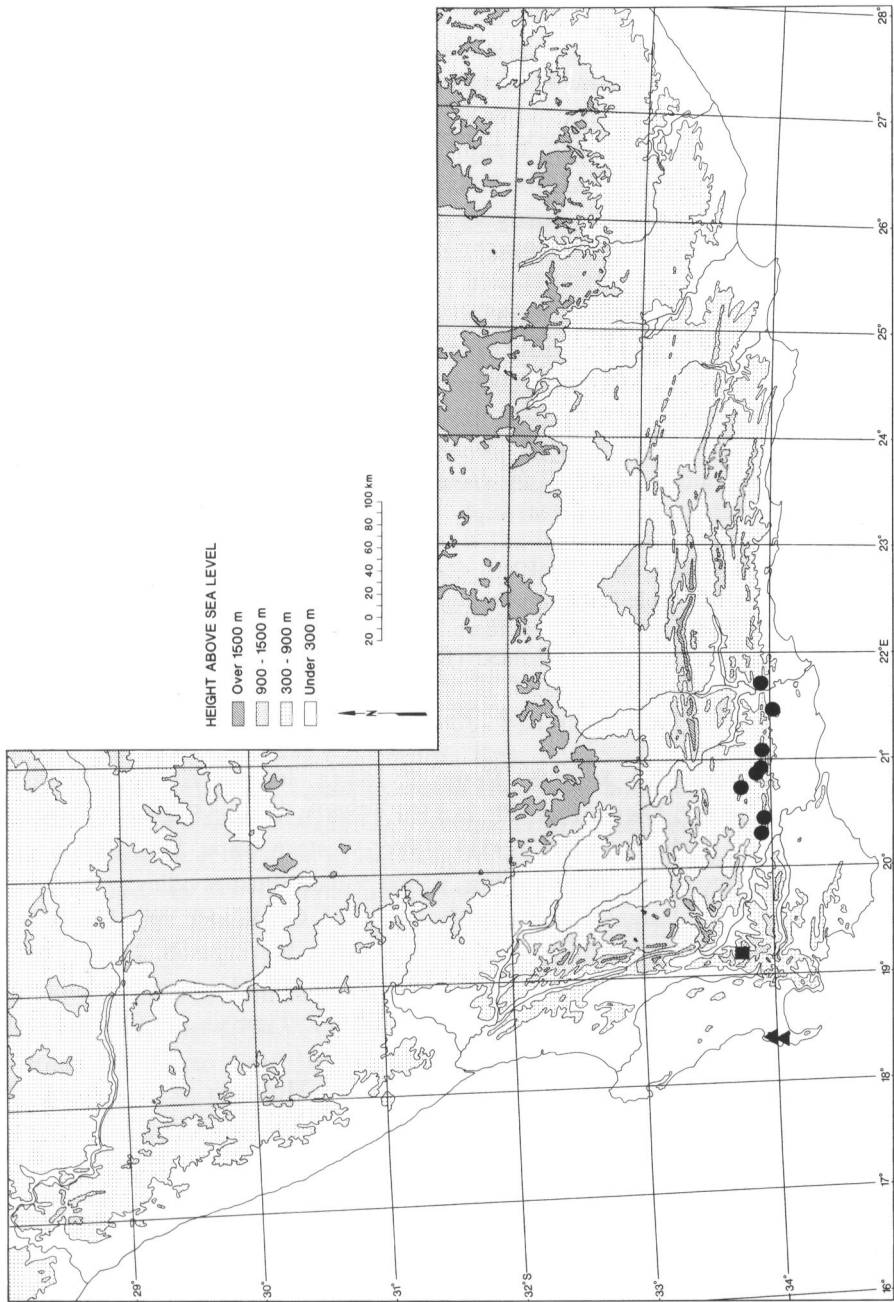 HEIGHT ABOVE SEA LEVEL
Over 1500 m
900 - 1500 m
300 - 900 m
Under 300 m
N
20 0 20 40 60 80 100 km
29°
30°
31°
32°S
33°
34°
16°
17°
18°
19°
20°
21°
22°E
23°
24°
25°
26°
27°
28°